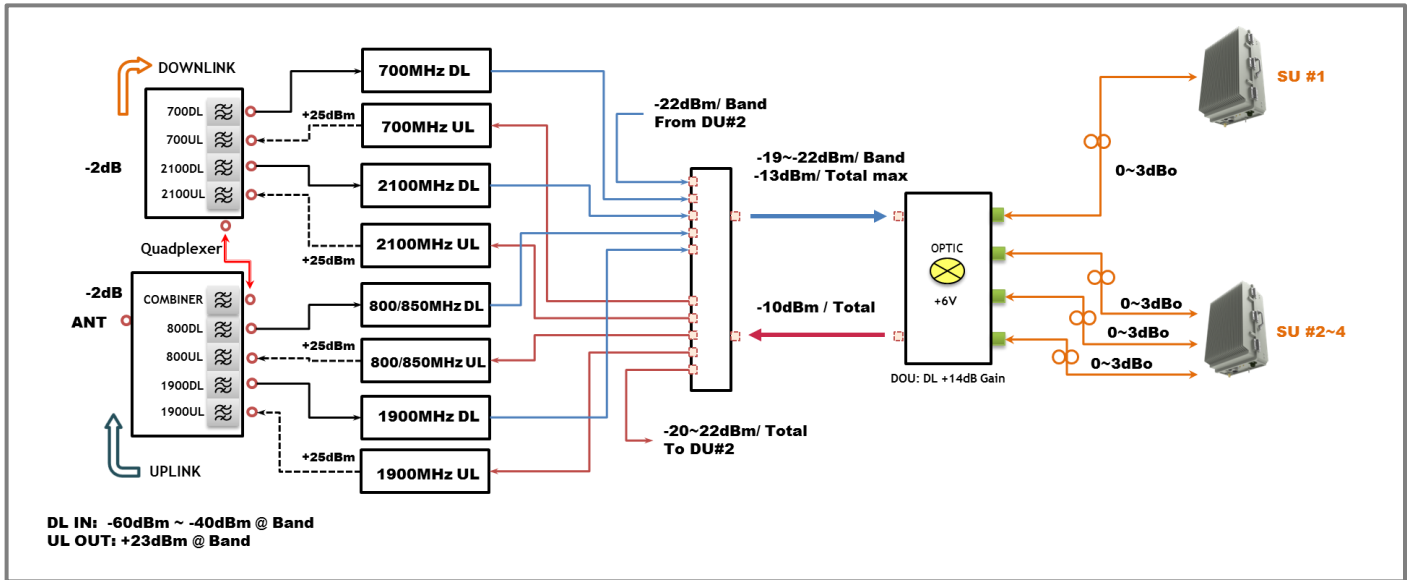 DOWNLINK
700DL
700UL
2100DL
2100UL
-2dB
Quadplexer
-2dB
ANT
COMBINER
800DL
800UL
1900DL
1900UL
UPLINK
+25dBm
+25dBm
+25dBm
+25dBm
700MHz DL
700MHz UL
2100MHz DL
2100MHz UL
800/850MHz DL
800/850MHz UL
1900MHz DL
1900MHz UL
-22dBm/ Band
From DU#2
-19~-22dBm/ Band
-13dBm/ Total max
-10dBm / Total
-20~22dBm/ Total
To DU#2
OPTIC
+6V
DOU: DL +14dB Gain
0~3dBo
0~3dBo
0~3dBo
0~3dBo
SU #1
SU #2~4
DL IN: -60dBm ~ -40dBm @ Band
UL OUT: +23dBm @ Band